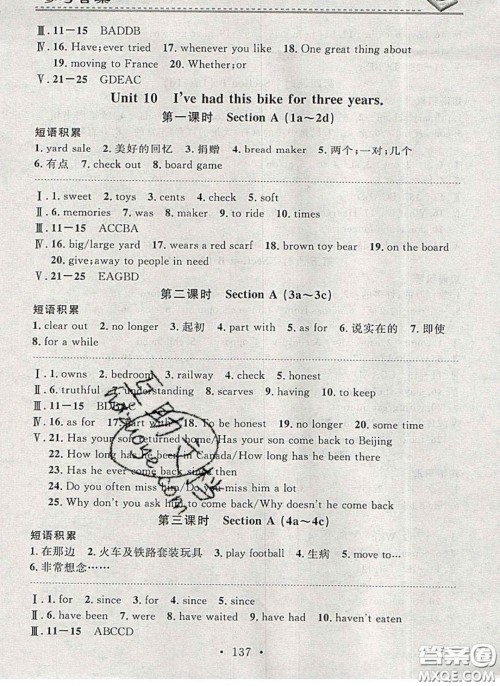 参考答案
Ⅲ. 11－15 BADDB
Ⅳ. 16. Have;ever tried 17. whenever you like 18. One great thing about
19. moving to France 20. Whether;or
Ⅴ. 21－25 GDEAC
Unit 10 I've had this bike for three years.
第一课时 Section A (1a～2d)
短语积累
1. yard sale 2. 美好的回忆 3. 捐赠 4. bread maker 5. 两个;一对;几个
6. 有点 7. check out 8. board game
Ⅰ. 1. sweet 2. toys 3. cents 4. check 5. soft
Ⅱ. 6. memories 7. was 8. maker 9. to ride 10. times
Ⅲ. 11－15 ACCBA
Ⅳ. 16. big/large yard 17. wears a red scarf 18. brown toy bear 19. on the board
20. give;away to people in need
Ⅴ. 21－25 EAGBD
第二课时 Section A (3a～3c)
短语积累
1. clear out 2. no longer 3. 起初 4. part with 5. as for 6. 说实在的 7. 即使
8. for a while
Ⅰ. 1. owns 2. bedroom 3. railway 4. check 5. honest
Ⅱ. 6. truthful 7. understanding 8. scarves 9. having 10. to keep
Ⅲ. 11－15
Ⅳ. 16. as for 17. part with 18. To be honest 19. no longer 20. some time
Ⅴ. 21. Has your son returned home/Has your son come back to Beijing
22. How long has he been in Canada/How long has he been there
23. Has he ever come back since then
24. Do you often miss him/Do you miss him a lot
25. Why don't you ask him to come back/Why doesn't he come back
第三课时 Section A (4a～4c)
短语积累
1. 在那边 2. 火车及铁路套装玩具 3. play football 4. 生病 5. move to...
6. 非常想念……
Ⅰ. 1. for 2. since 3. since 4. for 5. for
Ⅱ. 6. have been 7. were 8. have had 9. have had 10. haven't eaten
Ⅲ. 11－15 ABCCD
· 137 ·